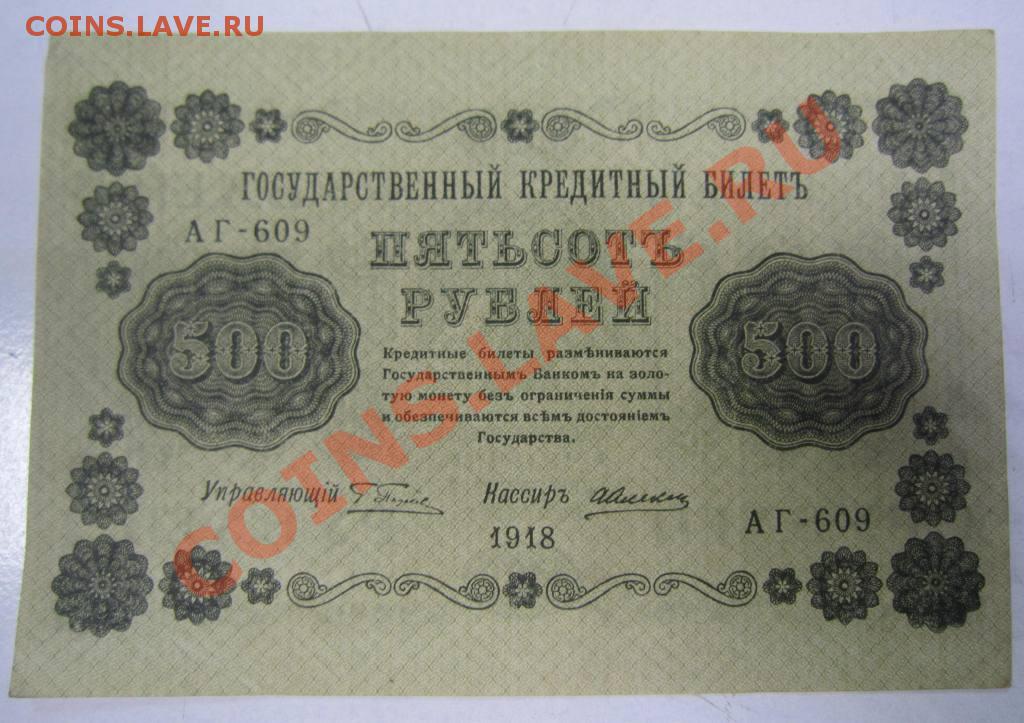 COINS.LAVE.RU
ГОСУДАРСТВЕННЫЙ КРЕДИТНЫЙ БИЛЕТЪ
АГ-609
ПЯТЬСОТЪ
РУБЛЕЙ
500
500
Кредитные билеты размѣниваются
Государственнымъ Банкомъ на золо-
тую монету безъ ограниченія суммы
и обезпечиваются всѣмъ достояніемъ
Государства.
Управляющій
Кассиръ
1918
АГ-609
COINS.LAVE.RU